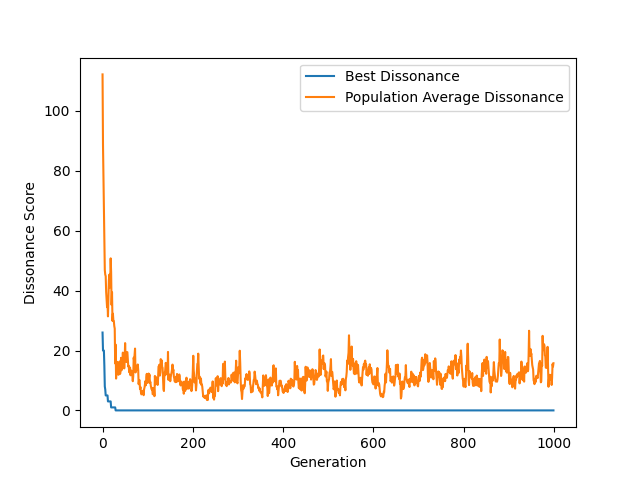 Best Dissonance
Population Average Dissonance
100
80
60
40
20
0
Dissonance Score
0 200 400 600 800 1000
Generation